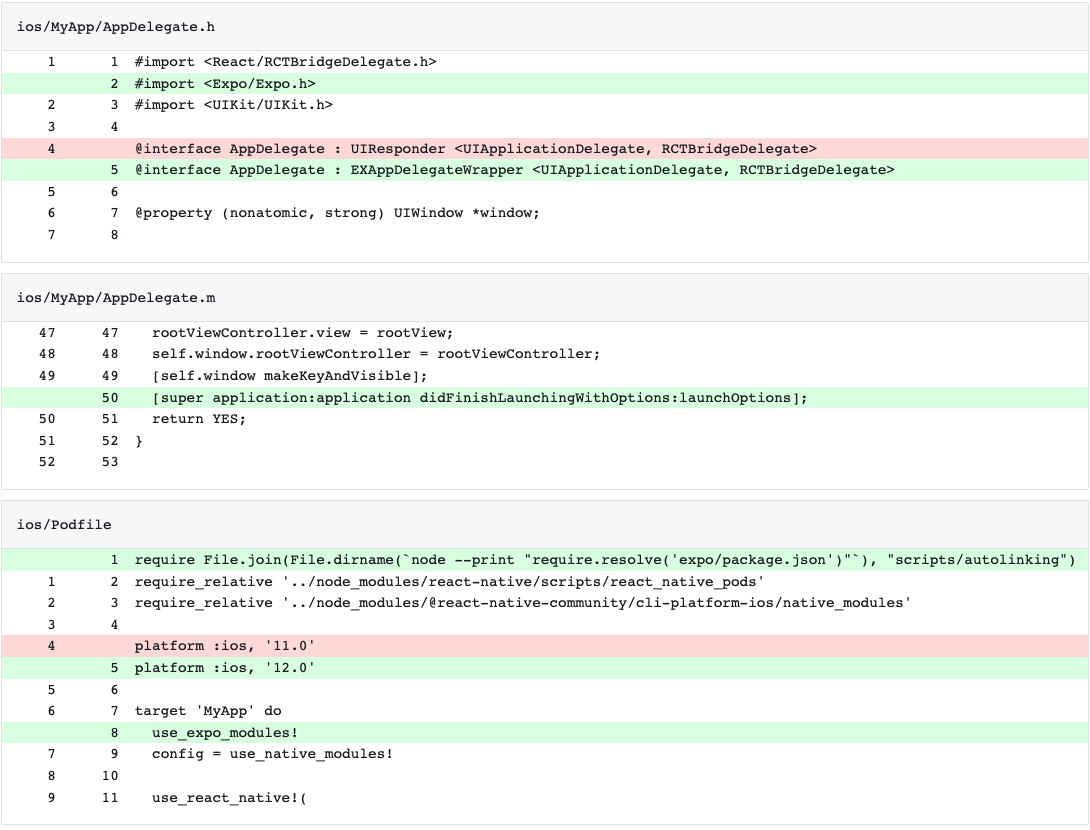 ios/MyApp/AppDelegate.h
1 1 #import <React/RCTBridgeDelegate.h>
2 #import <Expo/Expo.h>
2 3 #import <UIKit/UIKit.h>
3 4
4 @interface AppDelegate : UIResponder <UIApplicationDelegate, RCTBridgeDelegate>
5 @interface AppDelegate : EXAppDelegateWrapper <UIApplicationDelegate, RCTBridgeDelegate>
5 6
6 7 @property (nonatomic, strong) UIWindow *window;
7 8
ios/MyApp/AppDelegate.m
47 47 rootViewController.view = rootView;
48 48 self.window.rootViewController = rootViewController;
49 49 [self.window makeKeyAndVisible];
50 [super application:application didFinishLaunchingWithOptions:launchOptions];
50 51 return YES;
51 52 }
52 53
ios/Podfile
1 require File.join(File.dirname(`node --print "require.resolve('expo/package.json')"`), "scripts/autolinking")
1 2 require_relative '../node_modules/react-native/scripts/react_native_pods'
2 3 require_relative '../node_modules/@react-native-community/cli-platform-ios/native_modules'
3 4
4 platform :ios, '11.0'
5 platform :ios, '12.0'
5 6
6 7 target 'MyApp' do
8 use_expo_modules!
7 9 config = use_native_modules!
8 10
9 11 use_react_native!(